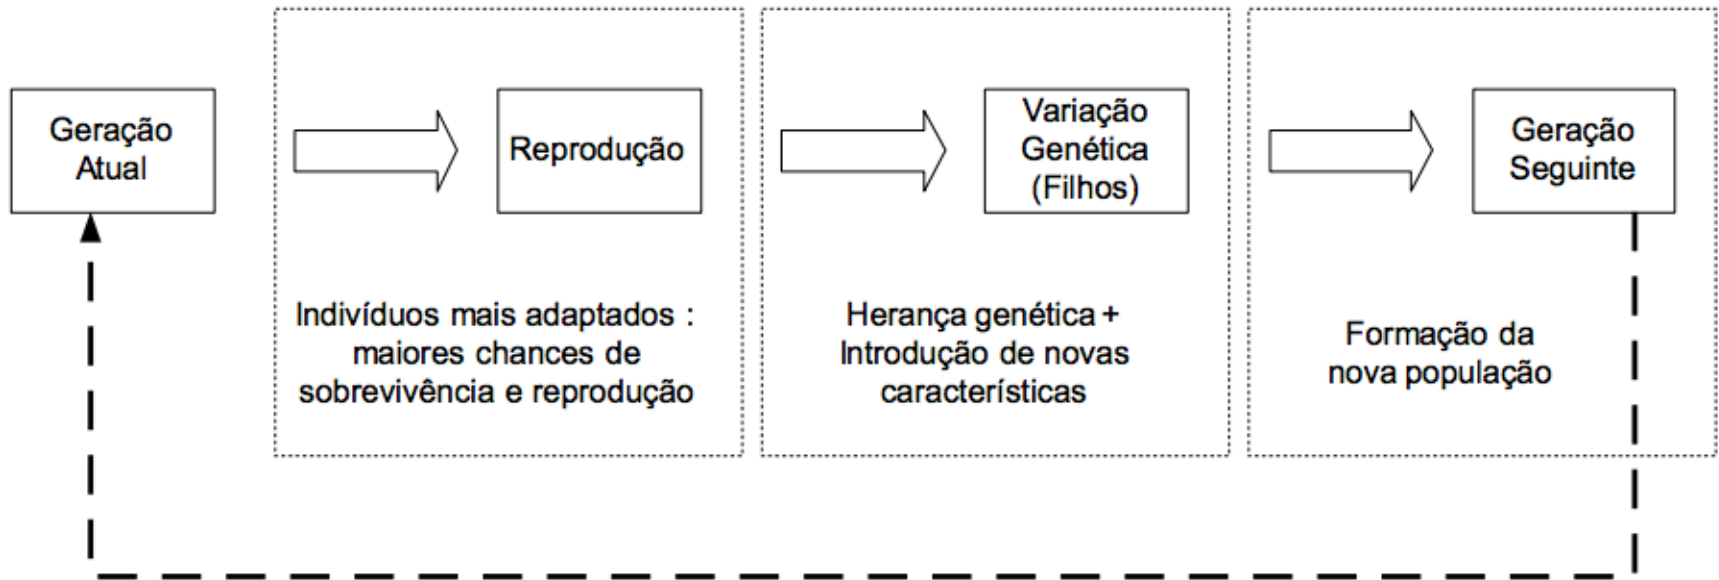 Geração
Atual
Reprodução
Variação
Genética
(Filhos)
Geração
Seguinte
Indivíduos mais adaptados :
maiores chances de
sobrevivência e reprodução
Herança genética +
Introdução de novas
características
Formação da
nova população